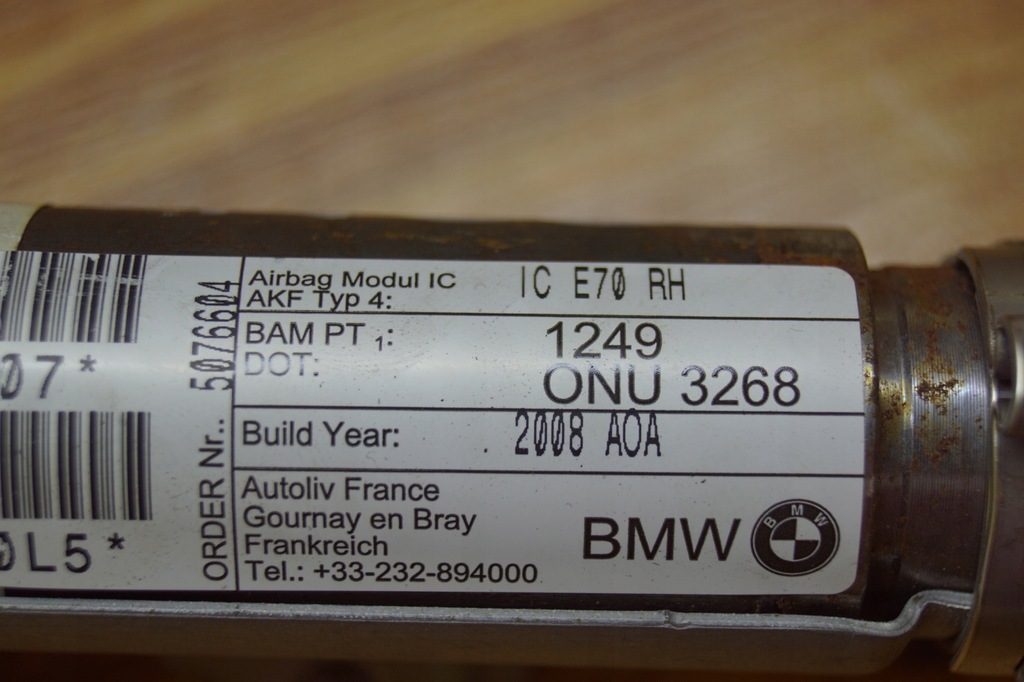 07*
0L5*
ORDER Nr.: 5076604
Airbag Modul IC IC E70 RH
AKF Typ 4:
BAM PT 1: 1249
DOT: ONU 3268
Build Year: . 2008 AOA
Autoliv France
Gournay en Bray
Frankreich
Tel.: +33-232-894000
BMW
BMW